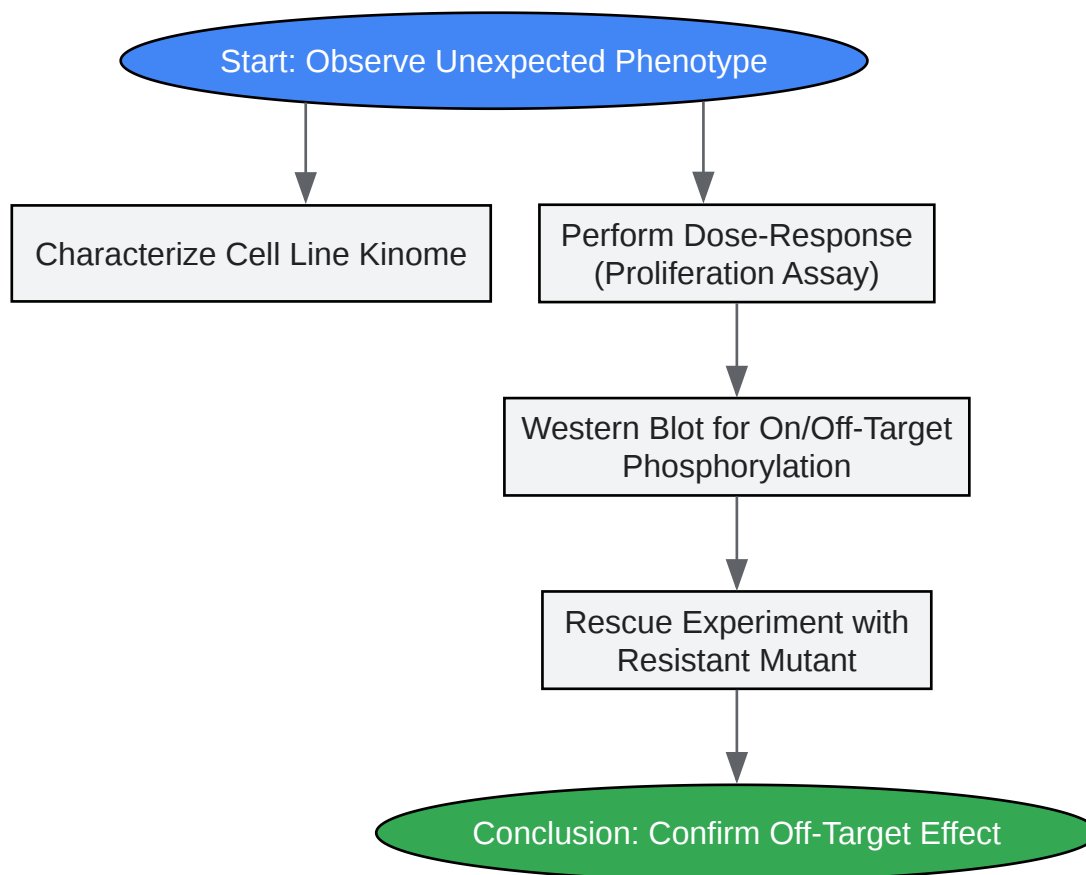 Start: Observe Unexpected Phenotype
Characterize Cell Line Kinome
Perform Dose-Response
(Proliferation Assay)
Western Blot for On/Off-Target
Phosphorylation
Rescue Experiment with
Resistant Mutant
Conclusion: Confirm Off-Target Effect